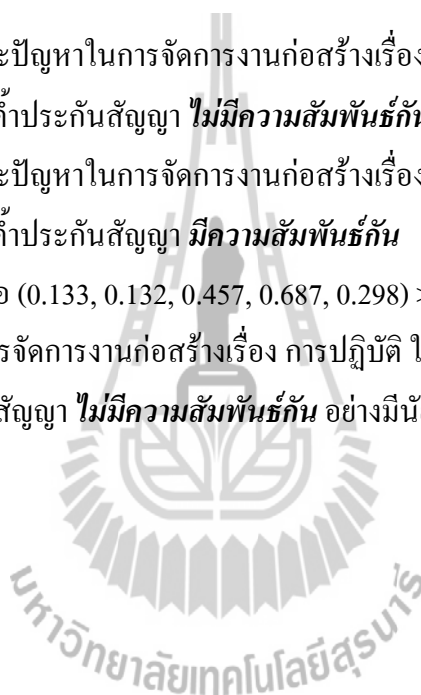 ะปัญหาในการจัดการงานก่อสร้างเรื่อง
ค้ำประกันสัญญา ไม่มีความสัมพันธ์กัน
ะปัญหาในการจัดการงานก่อสร้างเรื่อง
ค้ำประกันสัญญา มีความสัมพันธ์กัน
อ (0.133, 0.132, 0.457, 0.687, 0.298) >
รจัดการงานก่อสร้างเรื่อง การปฏิบัติ ใ
สัญญา ไม่มีความสัมพันธ์กัน อย่างมีนั
มหาวิทยาลัยเทคโนโลยีสุรนารี